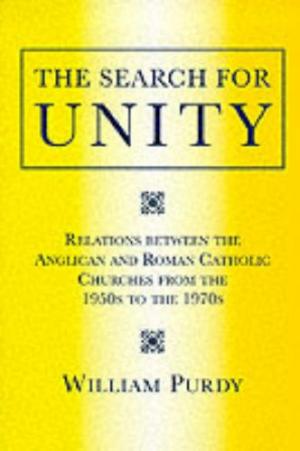 THE SEARCH FOR
UNITY
RELATIONS BETWEEN THE
ANGLICAN AND ROMAN CATHOLIC
CHURCHES FROM THE
1950S TO THE 1970S
WILLIAM PURDY